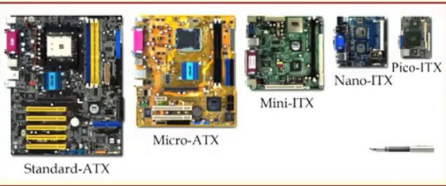 Standard-ATX
Micro-ATX
Mini-ITX
Nano-ITX
Pico-ITX